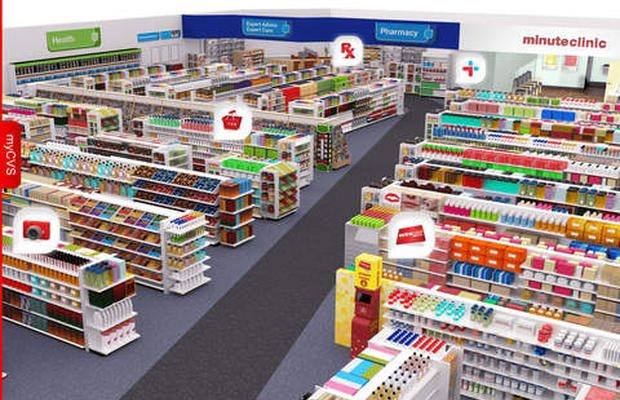 Health
Expert Advice
Expert Care
Pharmacy
minuteclinic
Rx
myCVS